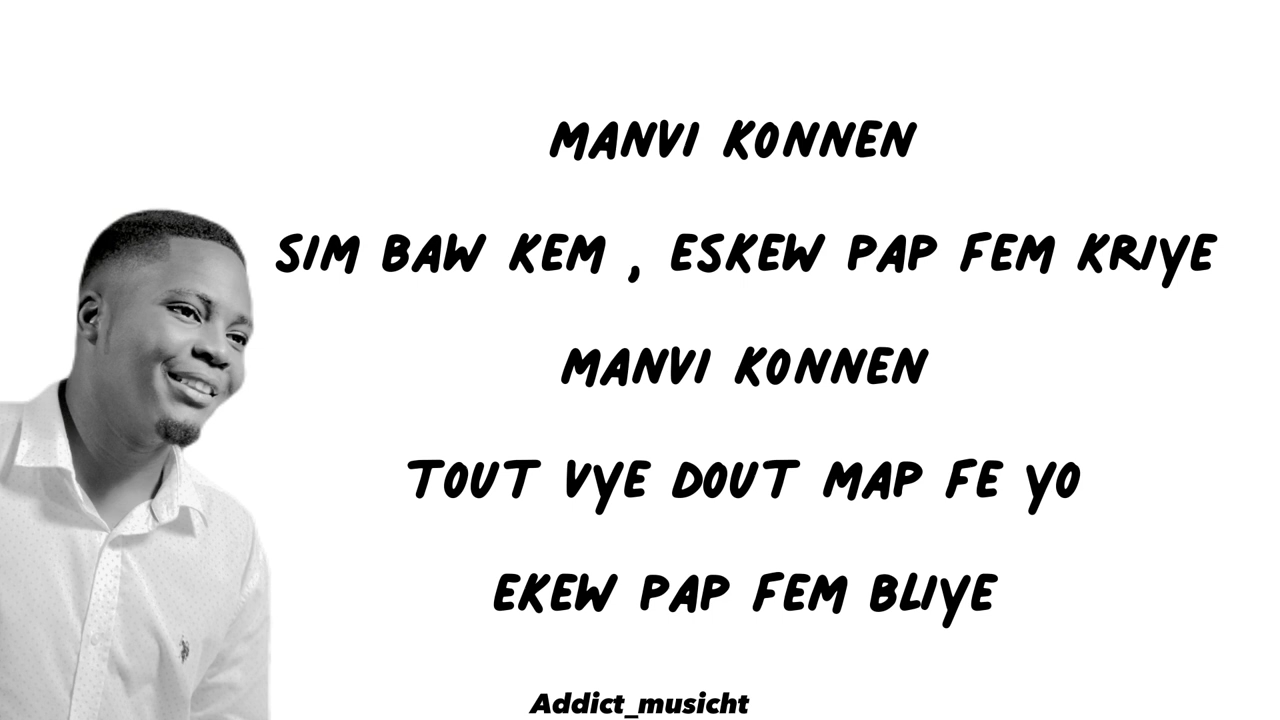 MANVI KONNEN
SIM BAW KEM , ESKEW PAP FEM KRIYE
MANVI KONNEN
TOUT VYE DOUT MAP FE YO
EKEW PAP FEM BLIYE
Addict_musicht